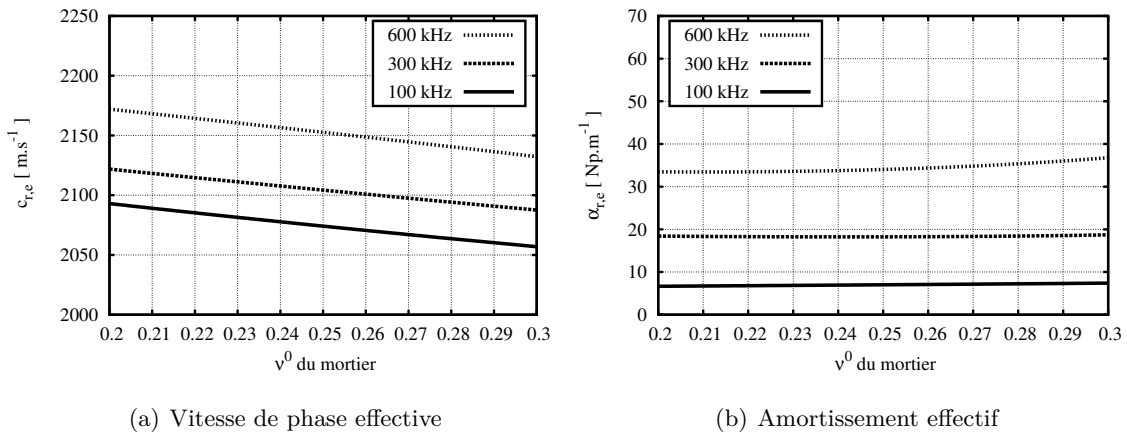 2250
2200
2150
2100
2050
2000
c_{r,e} [ m.s^{-1} ]
600 kHz
300 kHz
100 kHz
0.2 0.21 0.22 0.23 0.24 0.25 0.26 0.27 0.28 0.29 0.3
ν^0 du mortier
(a) Vitesse de phase effective
70
60
50
40
30
20
10
0
α_{r,e} [ Np.m^{-1} ]
600 kHz
300 kHz
100 kHz
0.2 0.21 0.22 0.23 0.24 0.25 0.26 0.27 0.28 0.29 0.3
ν^0 du mortier
(b) Amortissement effectif